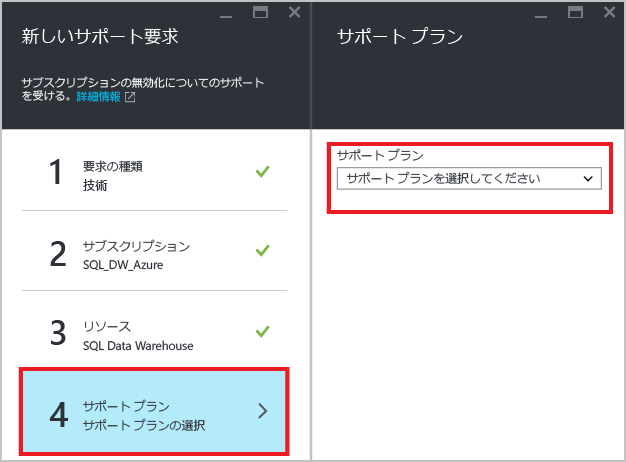 新しいサポート要求
サブスクリプションの無効化についてのサポート
を受ける。詳細情報
1
要求の種類
技術
2
サブスクリプション
SQL_DW_Azure
3
リソース
SQL Data Warehouse
4
サポート プラン
サポート プランの選択
サポート プラン
サポート プラン
サポート プランを選択してください